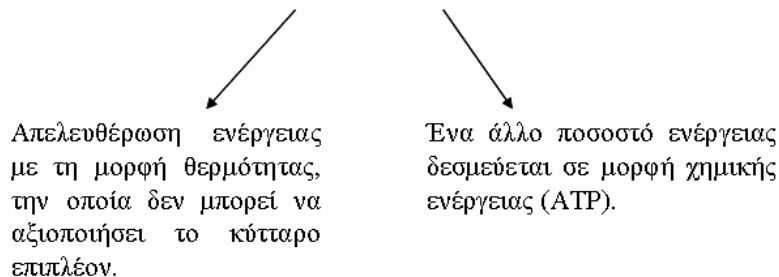 Απελευθέρωση ενέργειας
με τη μορφή θερμότητας,
την οποία δεν μπορεί να
αξιοποιήσει το κύτταρο
επιπλέον.
Ένα άλλο ποσοστό ενέργειας
δεσμεύεται σε μορφή χημικής
ενέργειας (ATP).